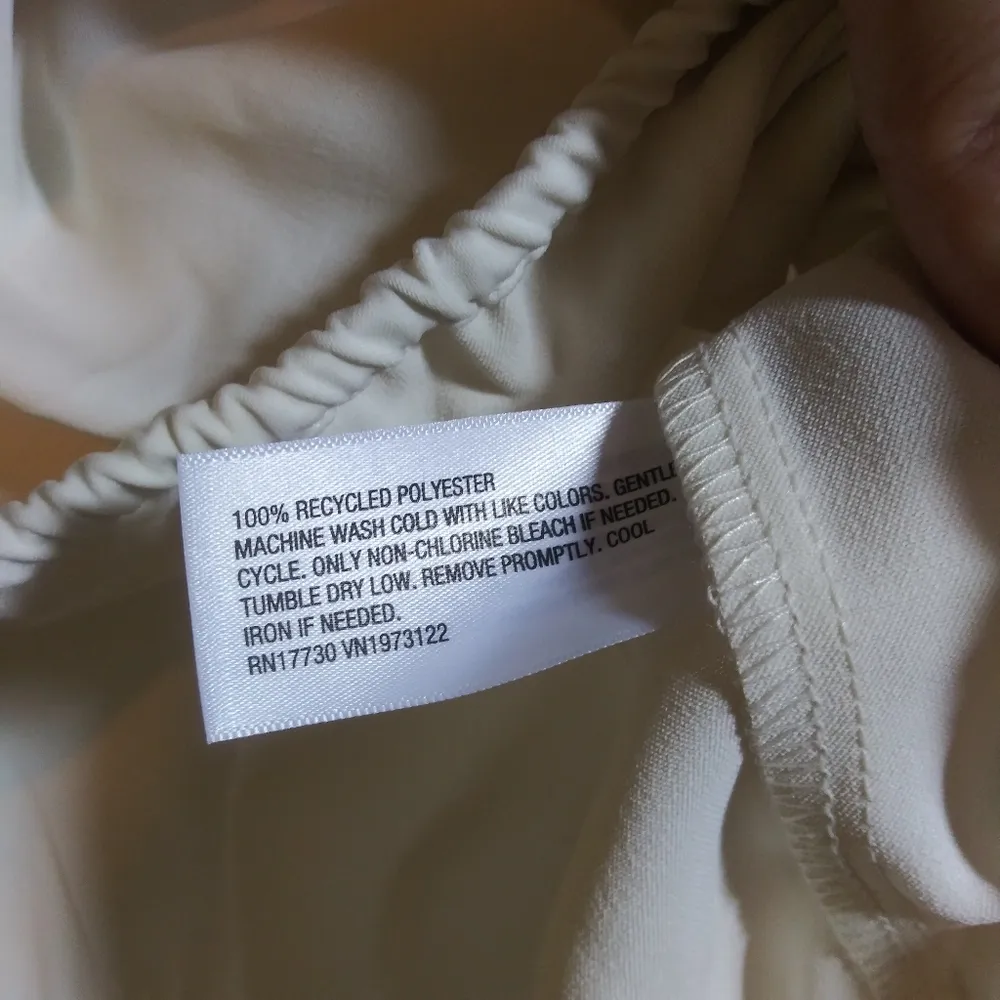 100% RECYCLED POLYESTER
MACHINE WASH COLD WITH LIKE COLORS. GENTLE
CYCLE. ONLY NON-CHLORINE BLEACH IF NEEDED.
TUMBLE DRY LOW. REMOVE PROMPTLY. COOL
IRON IF NEEDED.
RN17730 VN1973122